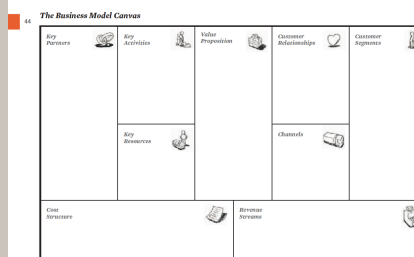 44
The Business Model Canvas
Key
Partners
Key
Activities
Value
Proposition
Customer
Relationships
Customer
Segments
Key
Resources
Channels
Cost
Structure
Revenue
Streams